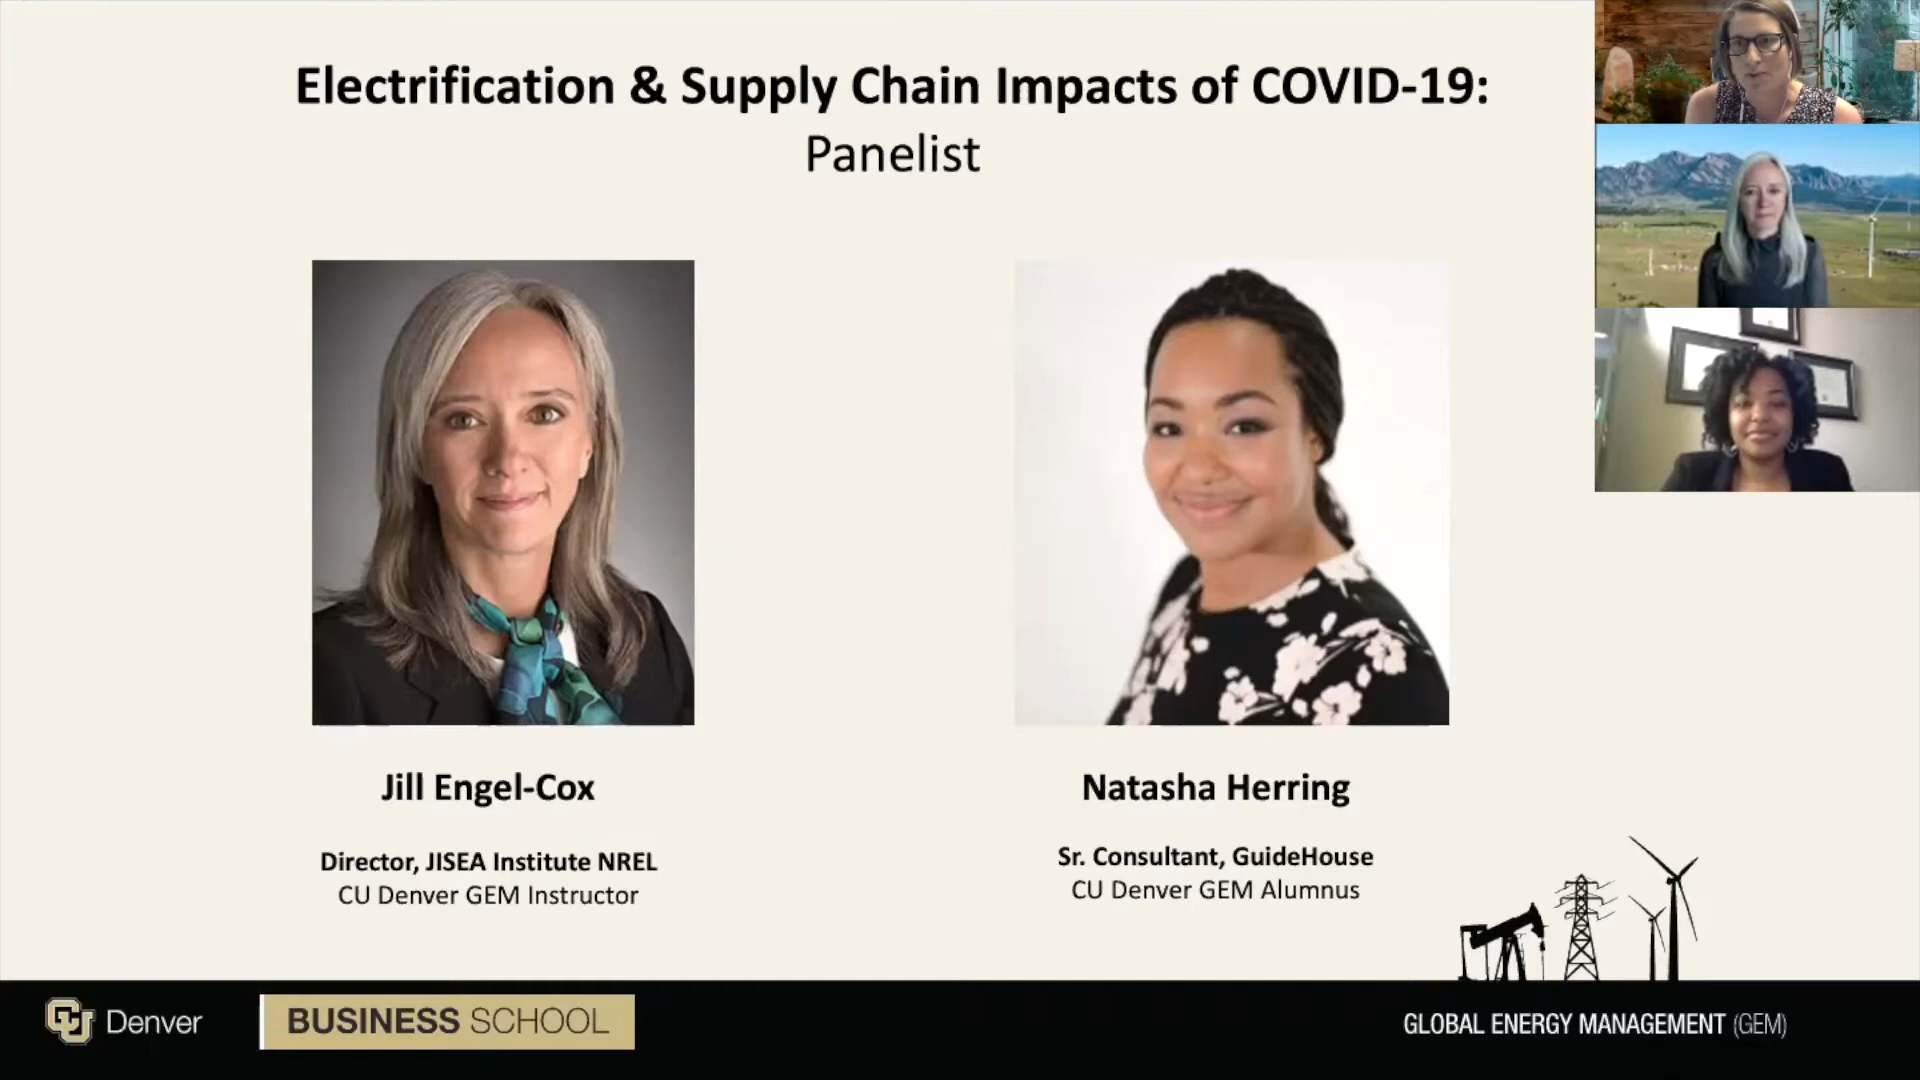 Electrification & Supply Chain Impacts of COVID-19:
Panelist
Jill Engel-Cox
Director, JISEA Institute NREL
CU Denver GEM Instructor
Natasha Herring
Sr. Consultant, GuideHouse
CU Denver GEM Alumnus
CU Denver
BUSINESS SCHOOL
GLOBAL ENERGY MANAGEMENT (GEM)